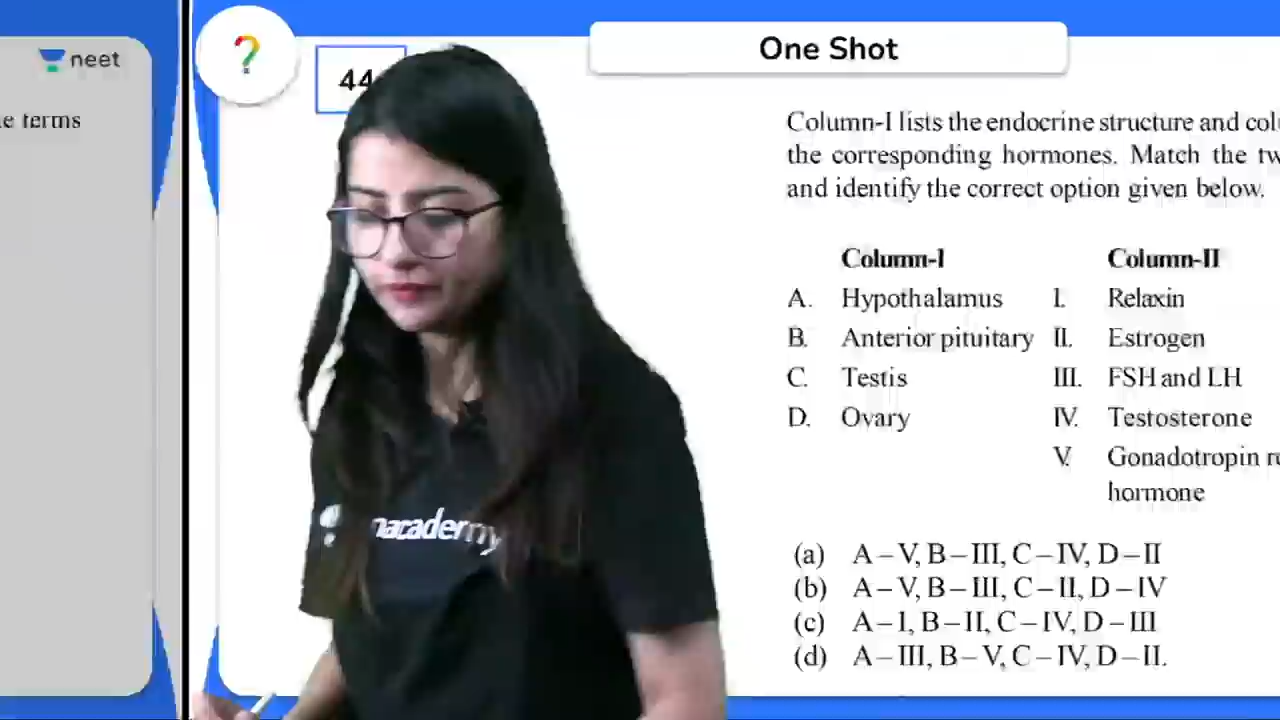 neet
terms
One Shot
44
Column-I lists the endocrine structure and
the corresponding hormones. Match the
and identify the correct option given below.
Column-I Column-II
A. Hypothalamus I. Relaxin
B. Anterior pituitary II. Estrogen
C. Testis III. FSH and LH
D. Ovary IV. Testosterone
V. Gonadotropin
hormone
(a) A – V, B – III, C – IV, D – II
(b) A – V, B – III, C – II, D – IV
(c) A – I, B – II, C – IV, D – III
(d) A – III, B – V, C – IV, D – II.